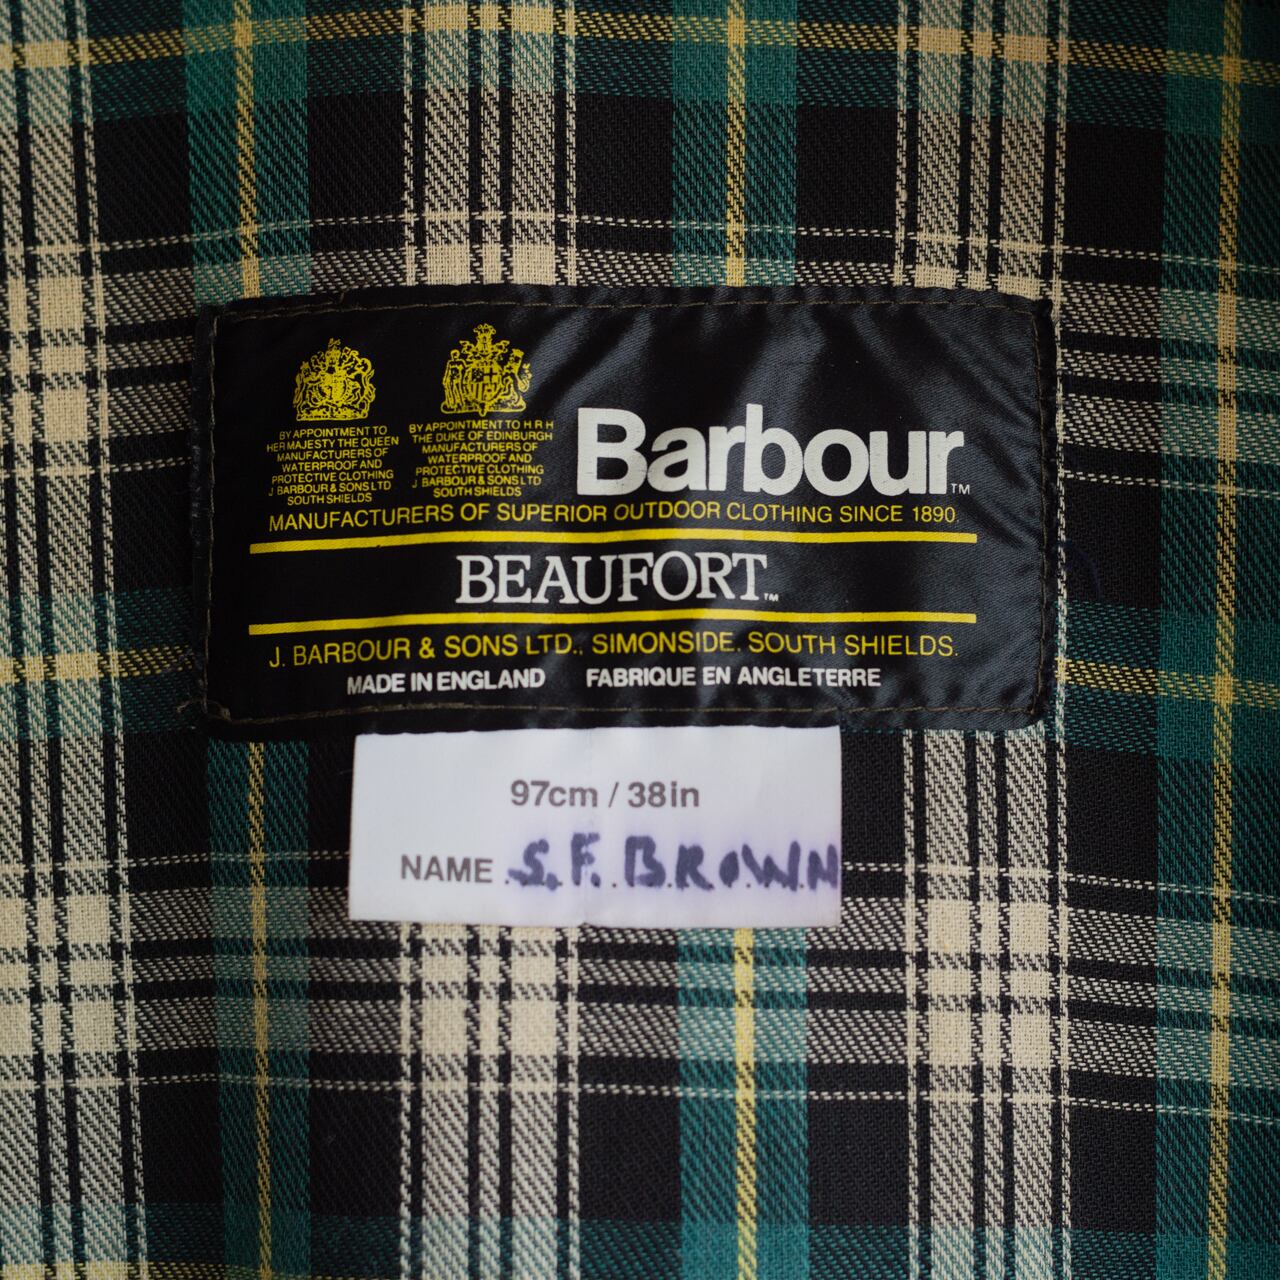 BY APPOINTMENT TO
HER MAJESTY THE QUEEN
MANUFACTURERS OF
WATERPROOF AND
PROTECTIVE CLOTHING
J BARBOUR & SONS LTD
SOUTH SHIELDS
BY APPOINTMENT TO H R H
THE DUKE OF EDINBURGH
MANUFACTURERS OF
WATERPROOF AND
PROTECTIVE CLOTHING
J BARBOUR & SONS LTD
SOUTH SHIELDS
Barbour™
MANUFACTURERS OF SUPERIOR OUTDOOR CLOTHING SINCE 1890.
BEAUFORT™
J. BARBOUR & SONS LTD., SIMONSIDE. SOUTH SHIELDS.
MADE IN ENGLAND FABRIQUE EN ANGLETERRE
97cm / 38in
NAME S.F. BROWN